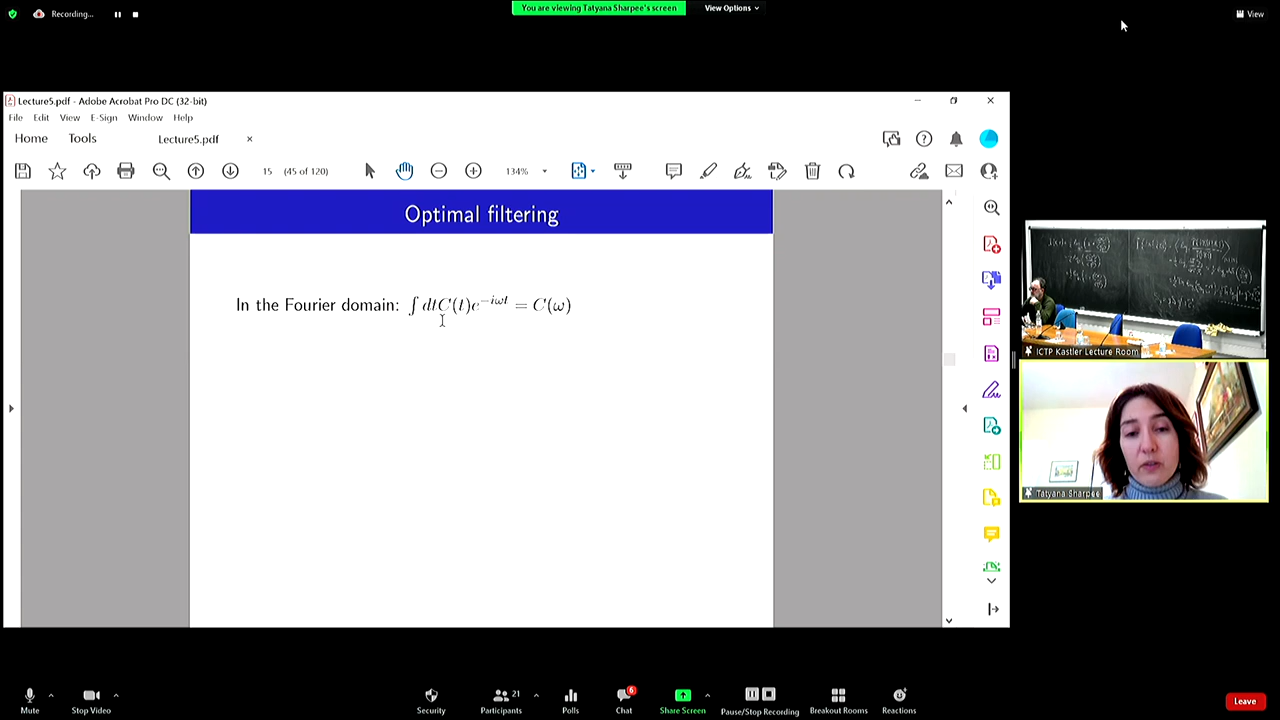 Recording...
You are viewing Tatyana Sharpee's screen
View Options
View
Lecture5.pdf - Adobe Acrobat Pro DC (32-bit)
File Edit View E-Sign Window Help
Home Tools Lecture5.pdf
15 (45 of 120) 134%
Optimal filtering
In the Fourier domain: ∫ dtC(t)e^{−iωt} = C(ω)
ICTP Kastler Lecture Room
Tatyana Sharpee
21
6
Mute Stop Video Security Participants Polls Chat Share Screen Pause/Stop Recording Breakout Rooms Reactions
Leave